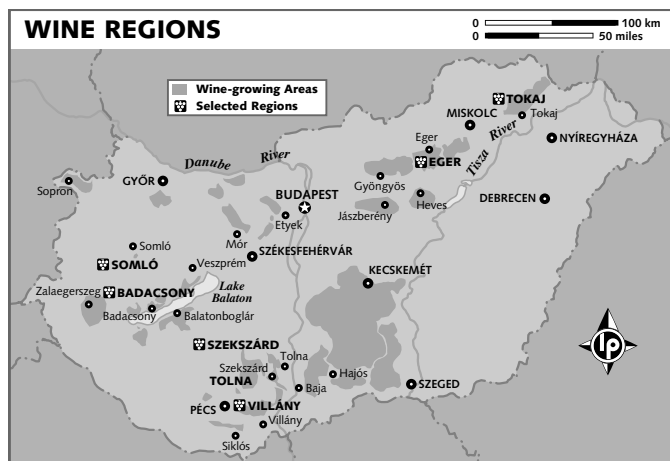 WINE REGIONS
0 100 km
0 50 miles
Wine-growing Areas
Selected Regions
TOKAJ
MISKOLC
Tokaj
Eger
NYÍREGYHÁZA
EGER
Tisza River
Danube River
Sopron
GYŐR
Gyöngyös
BUDAPEST
Heves
DEBRECEN
Jászberény
Etyek
Mór
Somló
SZÉKESFEHÉRVÁR
SOMLÓ
Veszprém
KECSKEMÉT
Lake
Balaton
Zalaegerszeg
BADACSONY
Badacsony
Balatonboglár
SZEKSZÁRD
Tolna
Szekszárd
Hajós
TOLNA
Baja
SZEGED
PÉCS
VILLÁNY
Villány
Siklós
lp